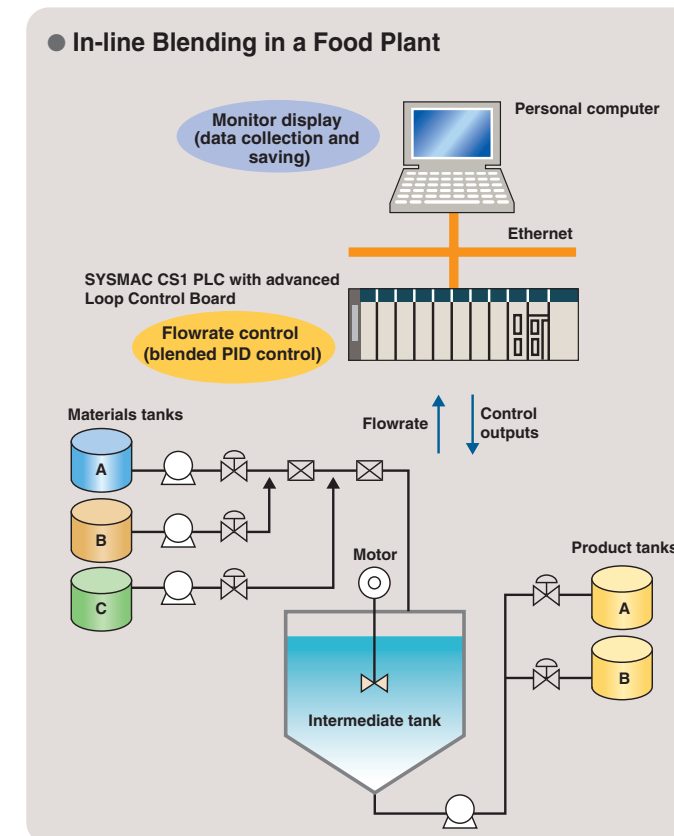 In-line Blending in a Food Plant
Monitor display
(data collection and
saving)
Personal computer
Ethernet
SYSMAC CS1 PLC with advanced
Loop Control Board
Flowrate control
(blended PID control)
Flowrate
Control
outputs
Materials tanks
A
B
C
Motor
Product tanks
A
B
Intermediate tank